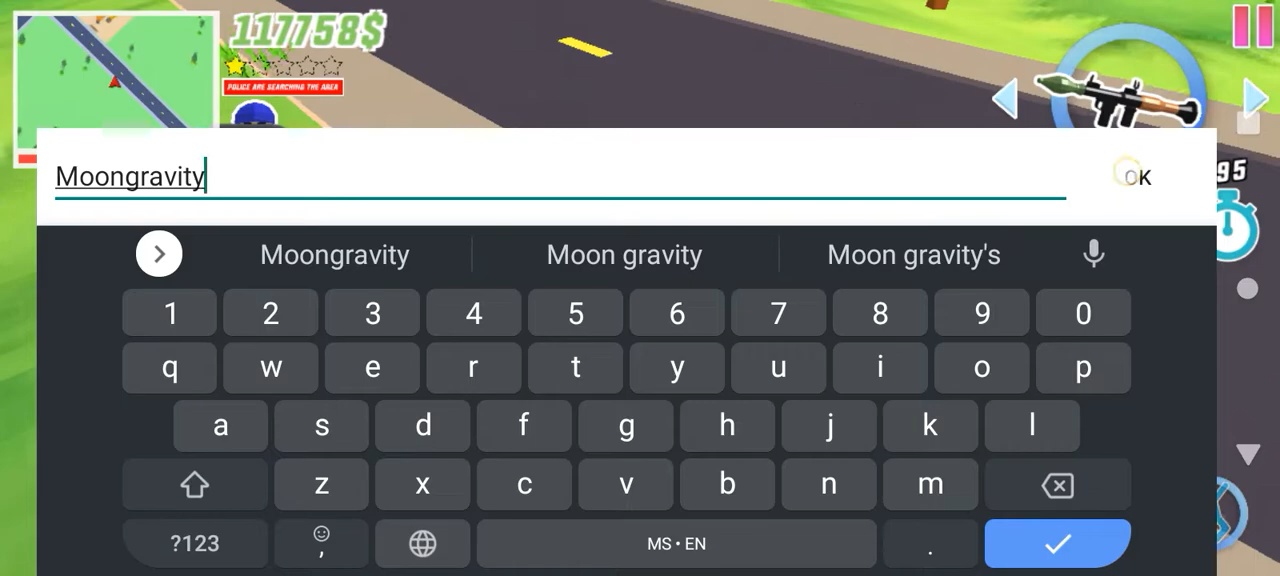 117758$
POLICE ARE SEARCHING THE AREA
95
Moongravity
OK
Moongravity Moon gravity Moon gravity's
1 2 3 4 5 6 7 8 9 0
q w e r t y u i o p
a s d f g h j k l
z x c v b n m
?123 , MS • EN .